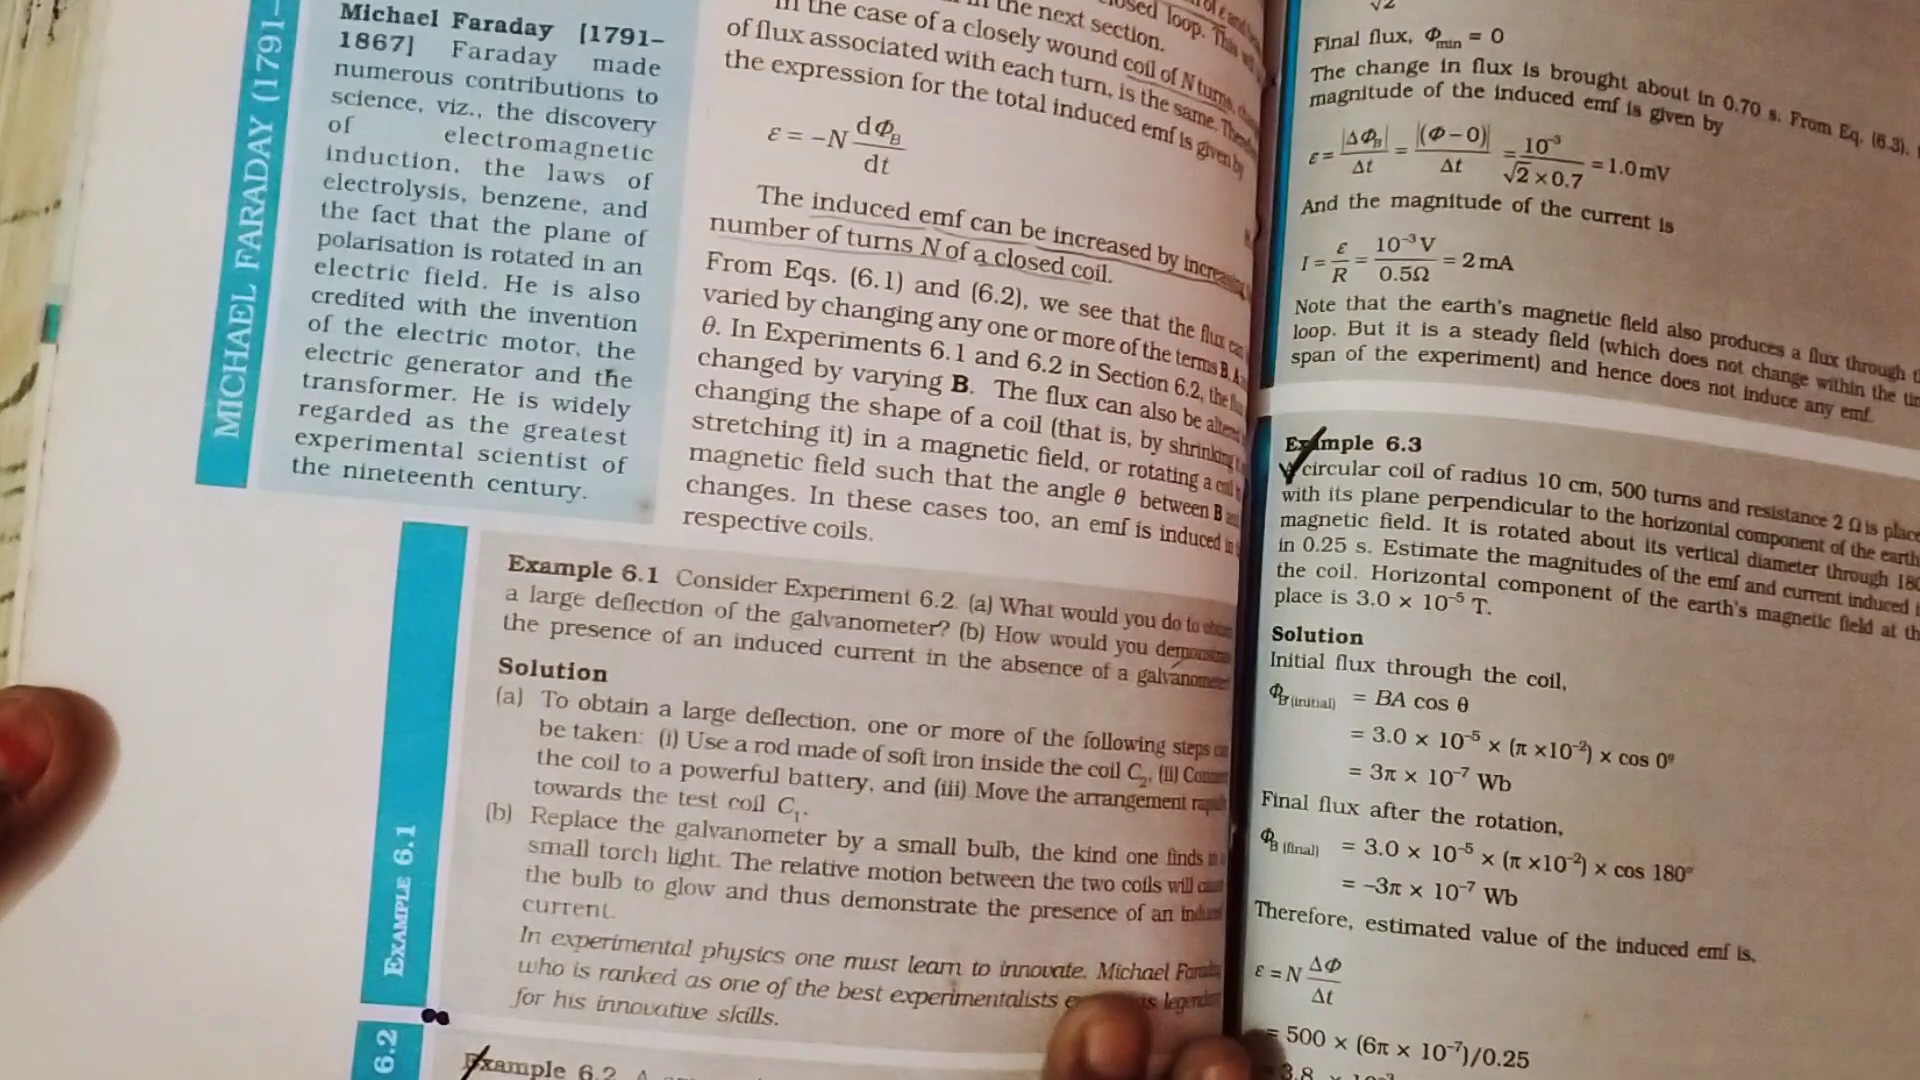 MICHAEL FARADAY (1791–
Michael Faraday [1791–
1867] Faraday made
numerous contributions to
science, viz., the discovery
of electromagnetic
induction, the laws of
electrolysis, benzene, and
the fact that the plane of
polarisation is rotated in an
electric field. He is also
credited with the invention
of the electric motor, the
electric generator and the
transformer. He is widely
regarded as the greatest
experimental scientist of
the nineteenth century.
closed loop. This
in the next section.
In the case of a closely wound coil of N turns,
of flux associated with each turn, is the same.
the expression for the total induced emf is given by
ε = –N dΦB/dt
The induced emf can be increased by
number of turns N of a closed coil.
From Eqs. (6.1) and (6.2), we see that the flux
varied by changing any one or more of the terms B, A
θ. In Experiments 6.1 and 6.2 in Section 6.2, the
changed by varying B. The flux can also be
changing the shape of a coil (that is, by shrinking
stretching it) in a magnetic field, or rotating a
magnetic field such that the angle θ between B
changes. In these cases too, an emf is induced
respective coils.
EXAMPLE 6.1
Example 6.1 Consider Experiment 6.2. (a) What would you do to
a large deflection of the galvanometer? (b) How would you
the presence of an induced current in the absence of a
Solution
(a) To obtain a large deflection, one or more of the following steps
be taken: (i) Use a rod made of soft iron inside the coil C2, (ii)
the coil to a powerful battery, and (iii) Move the arrangement
towards the test coil C1.
(b) Replace the galvanometer by a small bulb, the kind one finds
small torch light. The relative motion between the two coils will
the bulb to glow and thus demonstrate the presence of an
current.
In experimental physics one must learn to innovate. Michael
who is ranked as one of the best experimentalists
for his innovative skills.
6.2
Example 6.2
√2
Final flux, Φmin = 0
The change in flux is brought about in 0.70 s. From Eq. (6.3),
magnitude of the induced emf is given by
ε = |ΔΦB|/Δt = |(Φ – 0)|/Δt = 10⁻³/(√2 × 0.7) = 1.0 mV
And the magnitude of the current is
I = ε/R = 10⁻³ V/0.5Ω = 2 mA
Note that the earth's magnetic field also produces a flux through
loop. But it is a steady field (which does not change within the
span of the experiment) and hence does not induce any emf.
Example 6.3
A circular coil of radius 10 cm, 500 turns and resistance 2 Ω is
with its plane perpendicular to the horizontal component of the
magnetic field. It is rotated about its vertical diameter through
in 0.25 s. Estimate the magnitudes of the emf and current induced
the coil. Horizontal component of the earth's magnetic field at
place is 3.0 × 10⁻⁵ T.
Solution
Initial flux through the coil,
ΦB (initial) = BA cos θ
= 3.0 × 10⁻⁵ × (π ×10⁻²) × cos 0º
= 3π × 10⁻⁷ Wb
Final flux after the rotation,
ΦB (final) = 3.0 × 10⁻⁵ × (π ×10⁻²) × cos 180°
= –3π × 10⁻⁷ Wb
Therefore, estimated value of the induced emf is,
ε = N ΔΦ/Δt
= 500 × (6π × 10⁻⁷)/0.25
3.8